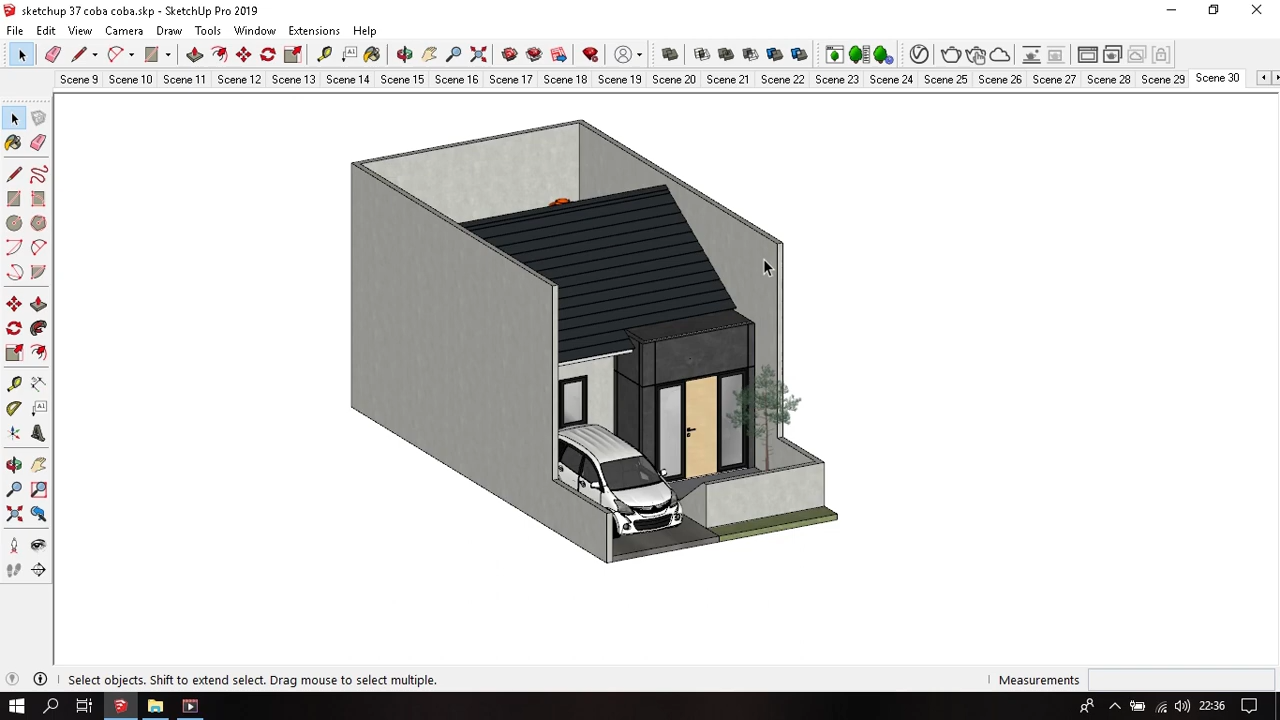 sketchup 37 coba coba.skp - SketchUp Pro 2019
File Edit View Camera Draw Tools Window Extensions Help
Scene 9 Scene 10 Scene 11 Scene 12 Scene 13 Scene 14 Scene 15 Scene 16 Scene 17 Scene 18 Scene 19 Scene 20 Scene 21 Scene 22 Scene 23 Scene 24 Scene 25 Scene 26 Scene 27 Scene 28 Scene 29 Scene 30
Select objects. Shift to extend select. Drag mouse to select multiple. Measurements
22:36